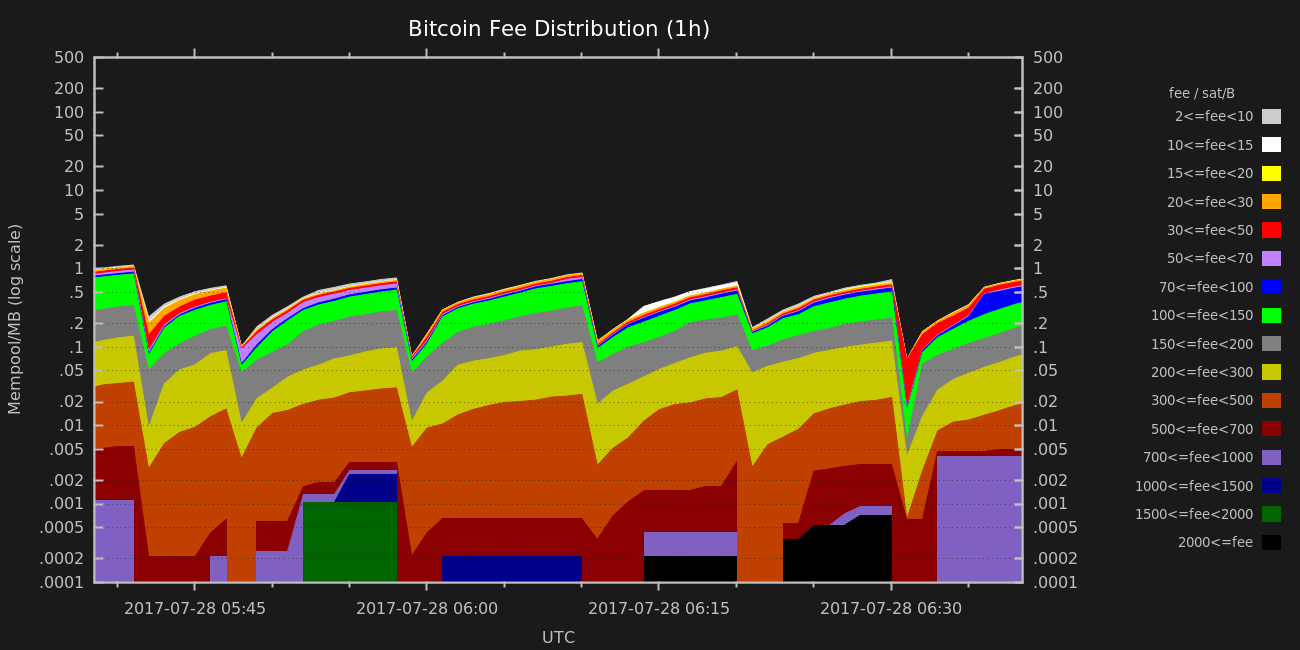 Bitcoin Fee Distribution (1h)
500 500
200 200
100 100
50 50
20 20
10 10
5 5
2 2
1 1
.5 .5
.2 .2
.1 .1
.05 .05
.02 .02
.01 .01
.005 .005
.002 .002
.001 .001
.0005 .0005
.0002 .0002
.0001 .0001
Mempool/MB (log scale)
2017-07-28 05:45 2017-07-28 06:00 2017-07-28 06:15 2017-07-28 06:30
UTC
fee / sat/B
2<=fee<10
10<=fee<15
15<=fee<20
20<=fee<30
30<=fee<50
50<=fee<70
70<=fee<100
100<=fee<150
150<=fee<200
200<=fee<300
300<=fee<500
500<=fee<700
700<=fee<1000
1000<=fee<1500
1500<=fee<2000
2000<=fee